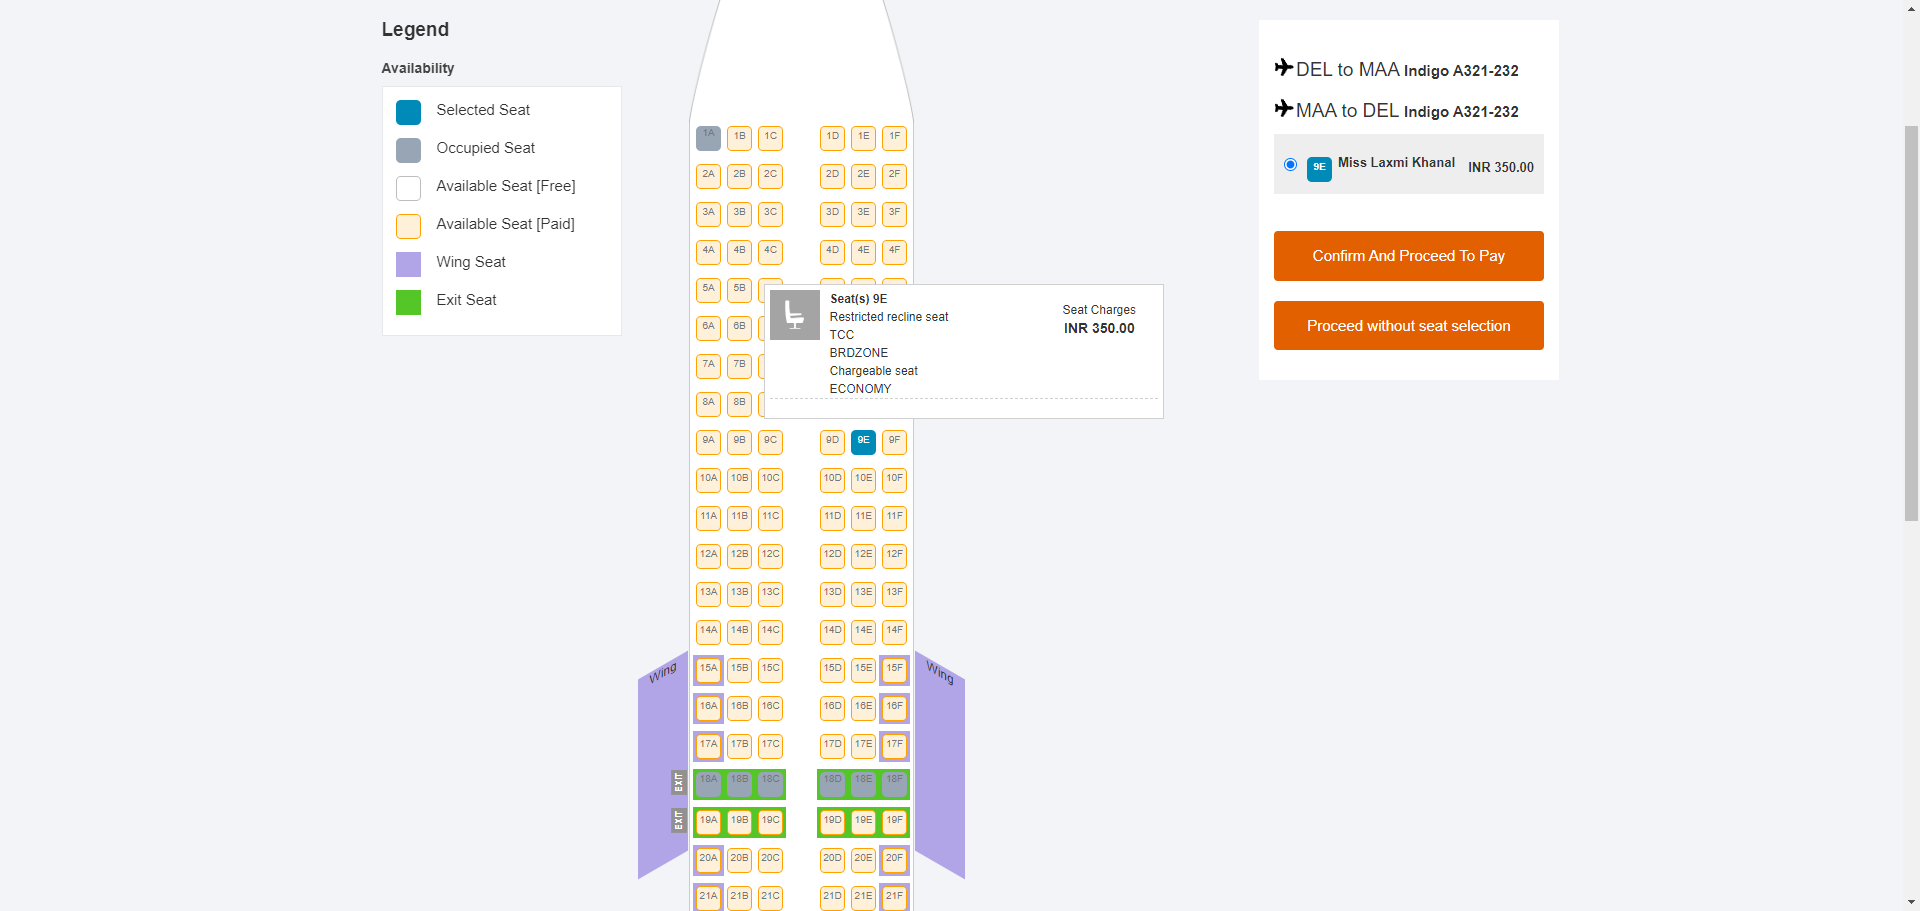 Legend
Availability
Selected Seat
Occupied Seat
Available Seat [Free]
Available Seat [Paid]
Wing Seat
Exit Seat
1A 1B 1C 1D 1E 1F
2A 2B 2C 2D 2E 2F
3A 3B 3C 3D 3E 3F
4A 4B 4C 4D 4E 4F
5A 5B
6A 6B
7A 7B
8A 8B
Seat(s) 9E
Restricted recline seat
TCC
BRDZONE
Chargeable seat
ECONOMY
Seat Charges
INR 350.00
9A 9B 9C 9D 9E 9F
10A 10B 10C 10D 10E 10F
11A 11B 11C 11D 11E 11F
12A 12B 12C 12D 12E 12F
13A 13B 13C 13D 13E 13F
14A 14B 14C 14D 14E 14F
Wing 15A 15B 15C 15D 15E 15F Wing
16A 16B 16C 16D 16E 16F
17A 17B 17C 17D 17E 17F
EXIT 18A 18B 18C 18D 18E 18F
EXIT 19A 19B 19C 19D 19E 19F
20A 20B 20C 20D 20E 20F
21A 21B 21C 21D 21E 21F
DEL to MAA Indigo A321-232
MAA to DEL Indigo A321-232
9E Miss Laxmi Khanal INR 350.00
Confirm And Proceed To Pay
Proceed without seat selection